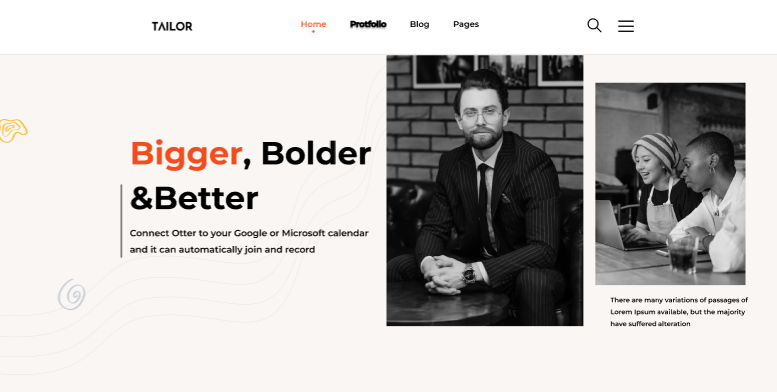 TAILOR
Home Protfolio Blog Pages
Bigger, Bolder
&Better
Connect Otter to your Google or Microsoft calendar
and it can automatically join and record
There are many variations of passages of
Lorem Ipsum available, but the majority
have suffered alteration